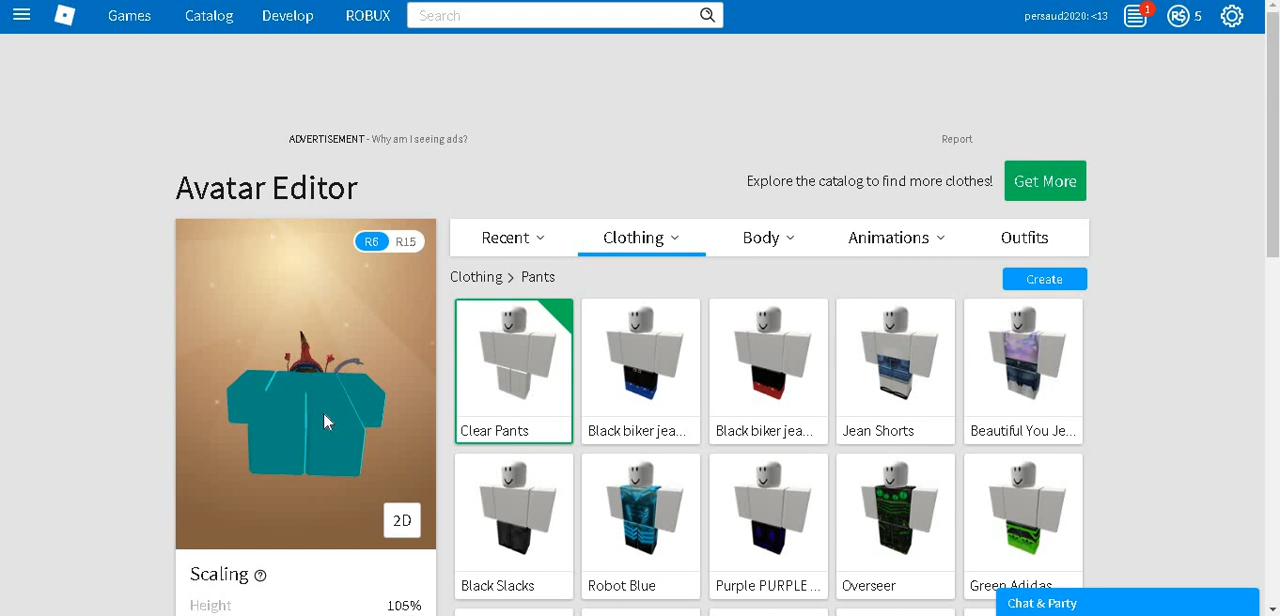 Games Catalog Develop ROBUX Search persaud2020: <13 1 R$ 5
ADVERTISEMENT - Why am I seeing ads? Report
Avatar Editor Explore the catalog to find more clothes! Get More
R6 R15 Recent Clothing Body Animations Outfits
Clothing > Pants Create
Clear Pants Black biker jea... Black biker jea... Jean Shorts Beautiful You Je...
2D
Black Slacks Robot Blue Purple PURPLE ... Overseer Green Adidas
Scaling ?
Height 105%
Chat & Party